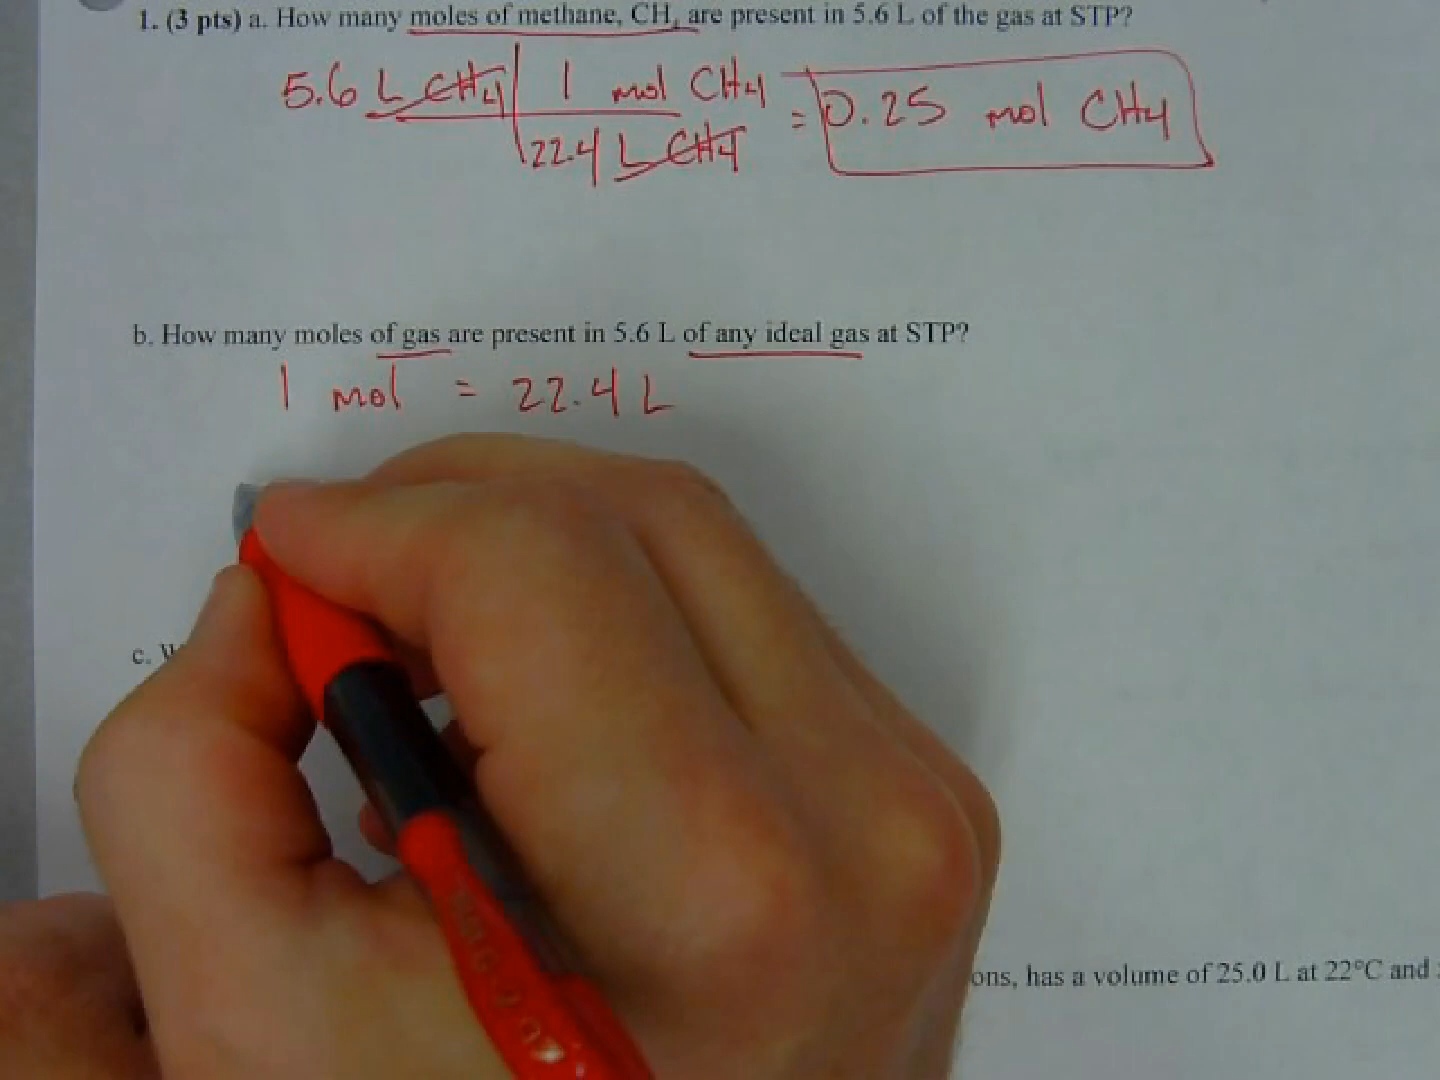 1. (3 pts) a. How many moles of methane, CH4 are present in 5.6 L of the gas at STP?
5.6 L CH4 | 1 mol CH4 = 0.25 mol CH4
22.4 L CH4
b. How many moles of gas are present in 5.6 L of any ideal gas at STP?
1 mol = 22.4 L
c.
ons, has a volume of 25.0 L at 22°C and